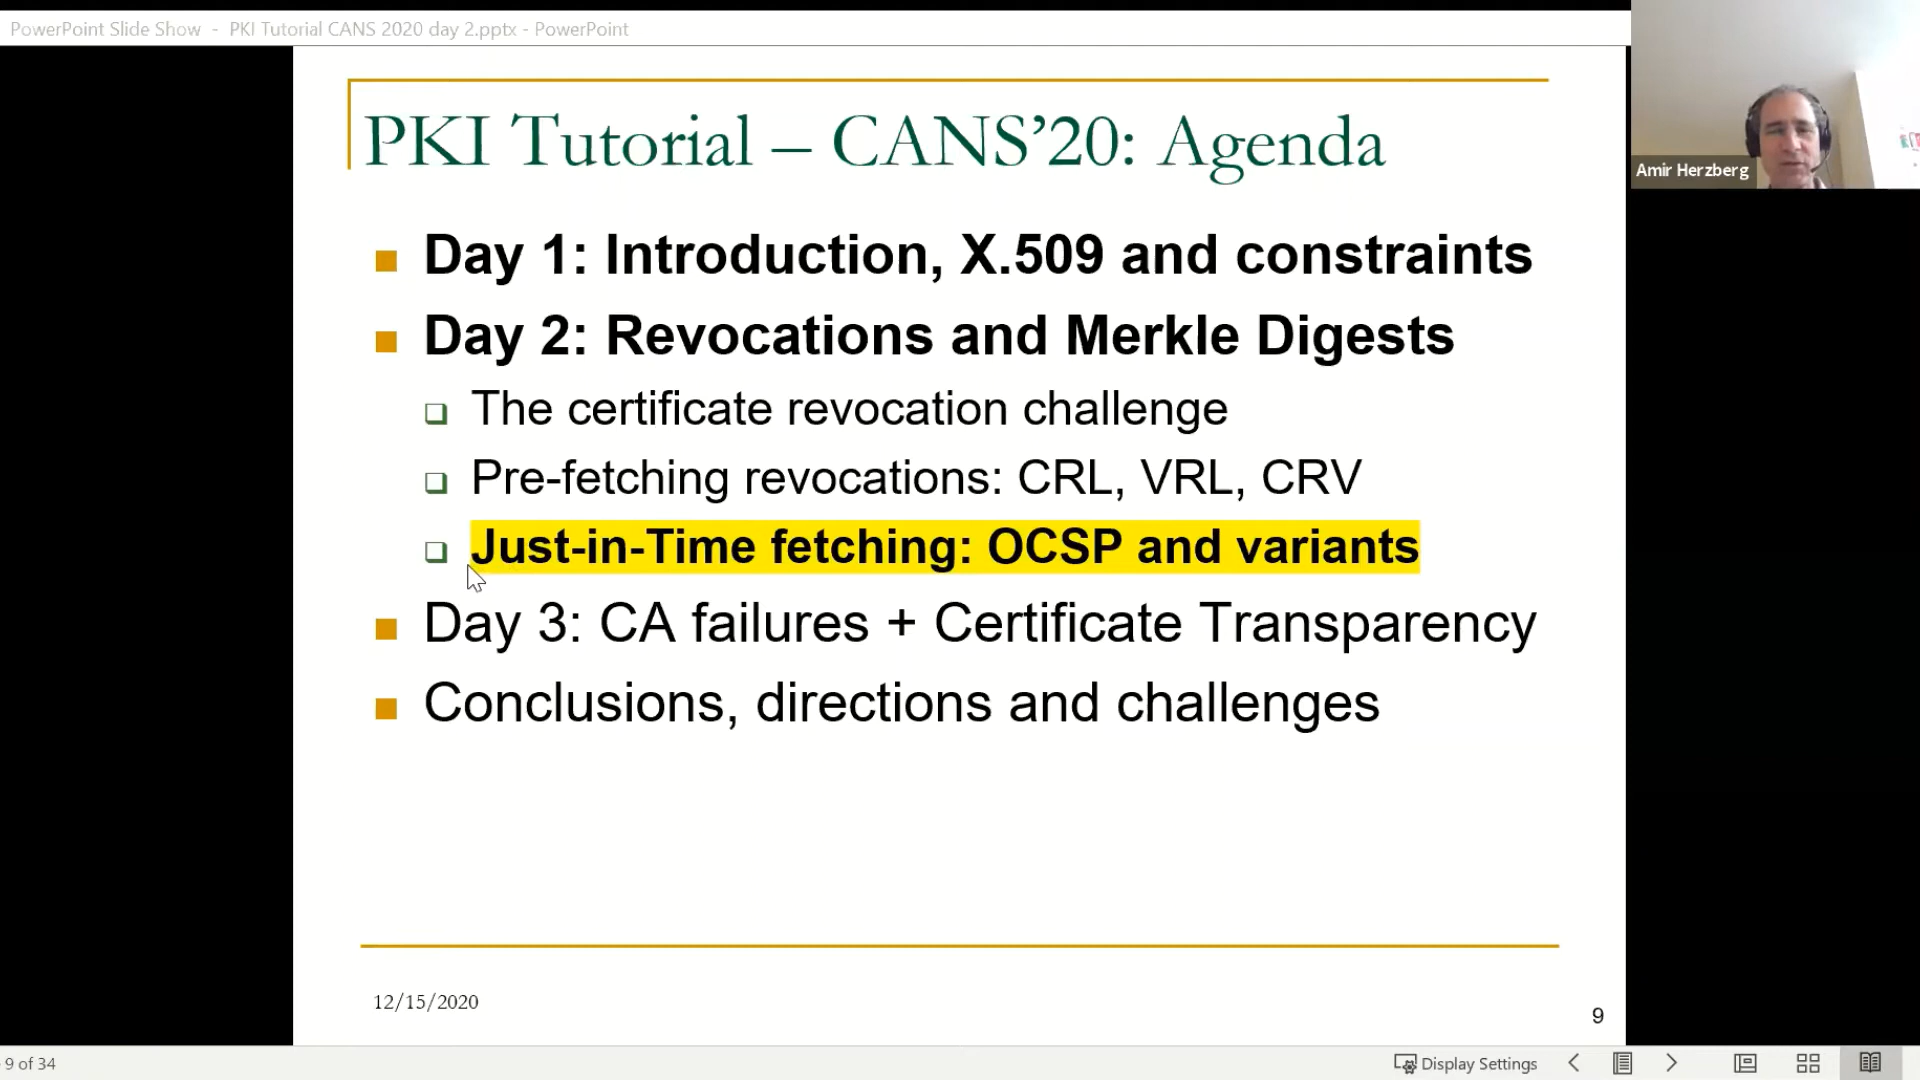 PowerPoint Slide Show - PKI Tutorial CANS 2020 day 2.pptx - PowerPoint
PKI Tutorial – CANS’20: Agenda
Amir Herzberg
Day 1: Introduction, X.509 and constraints
Day 2: Revocations and Merkle Digests
The certificate revocation challenge
Pre-fetching revocations: CRL, VRL, CRV
Just-in-Time fetching: OCSP and variants
Day 3: CA failures + Certificate Transparency
Conclusions, directions and challenges
12/15/2020
9
9 of 34
Display Settings